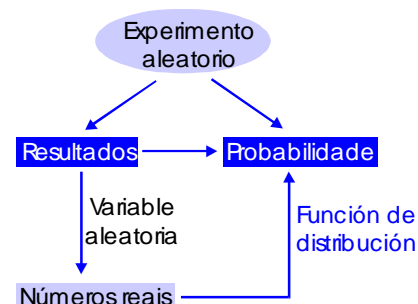 Experimento
aleatorio
Resultados
Probabilidade
Variable
aleatoria
Función de
distribución
Números reais